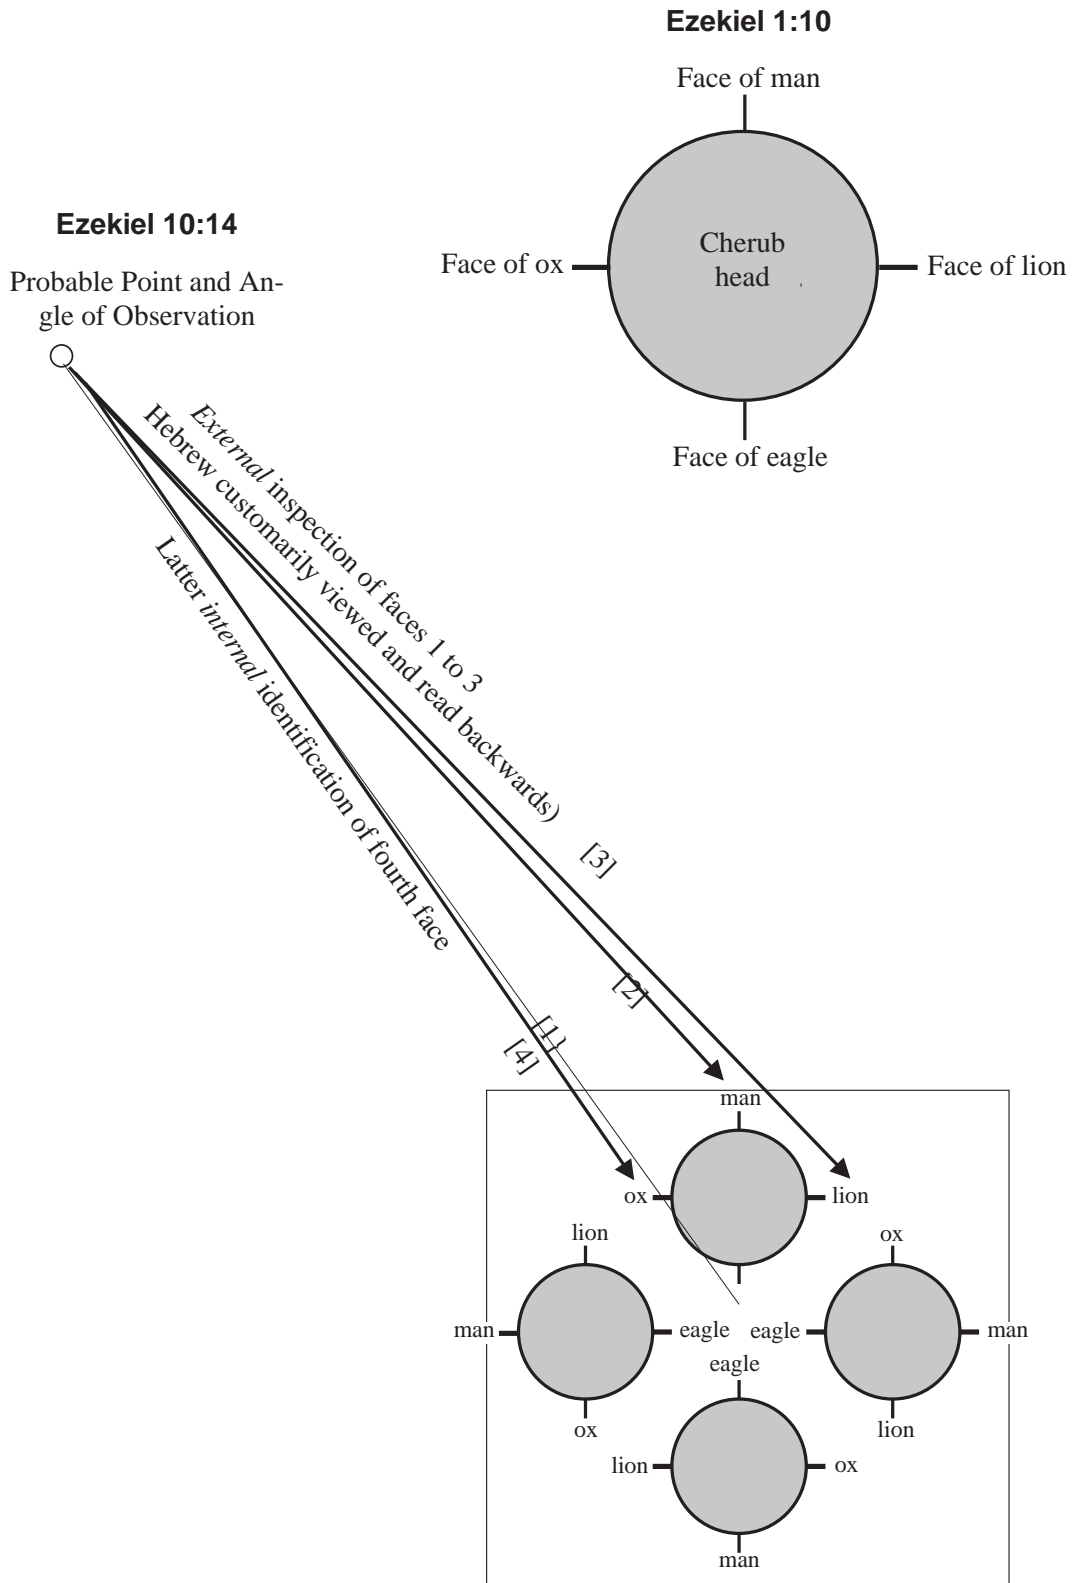 Ezekiel 1:10
Face of man
Cherub
head
Face of ox
Face of lion
Face of eagle
Ezekiel 10:14
Probable Point and An-
gle of Observation
External inspection of faces 1 to 3
Hebrew customarily viewed and read backwards)
Latter internal identification of fourth face
[3]
[2]
[1}
[4]
man
ox
lion
lion
man
eagle
ox
ox
eagle
man
lion
eagle
lion
ox
man